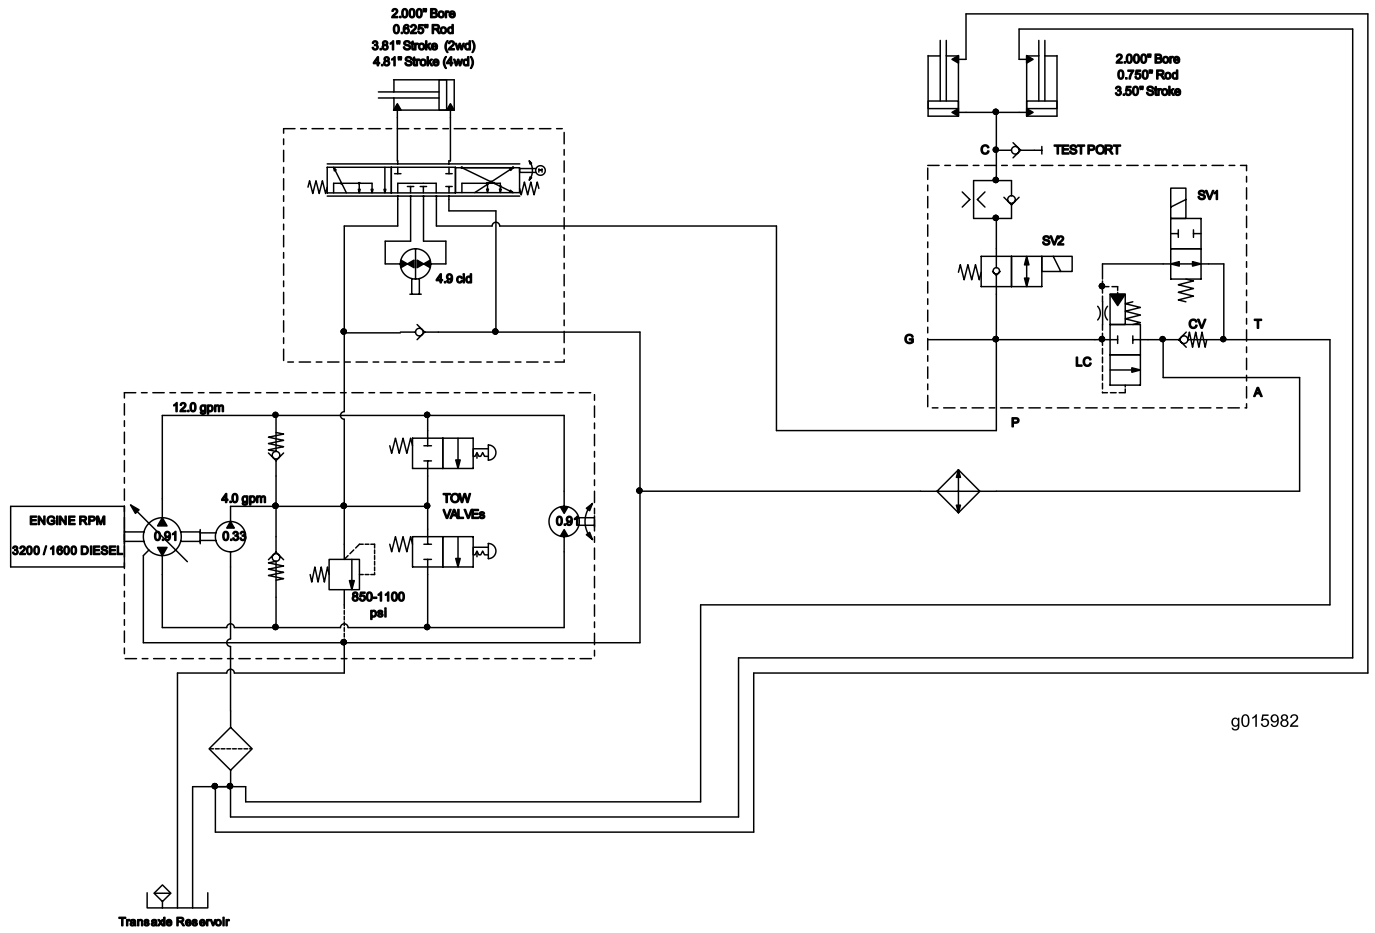 2.000" Bore
0.625" Rod
3.81" Stroke (2wd)
4.81" Stroke (4wd)
2.000" Bore
0.750" Rod
3.50" Stroke
C
TEST PORT
H
SV1
SV2
4.9 cid
G
CV
T
LC
A
P
12.0 gpm
4.0 gpm
TOW
VALVEs
ENGINE RPM
3200 / 1600 DIESEL
0.91
0.33
0.91
850-1100
psi
g015982
Transaxle Reservoir